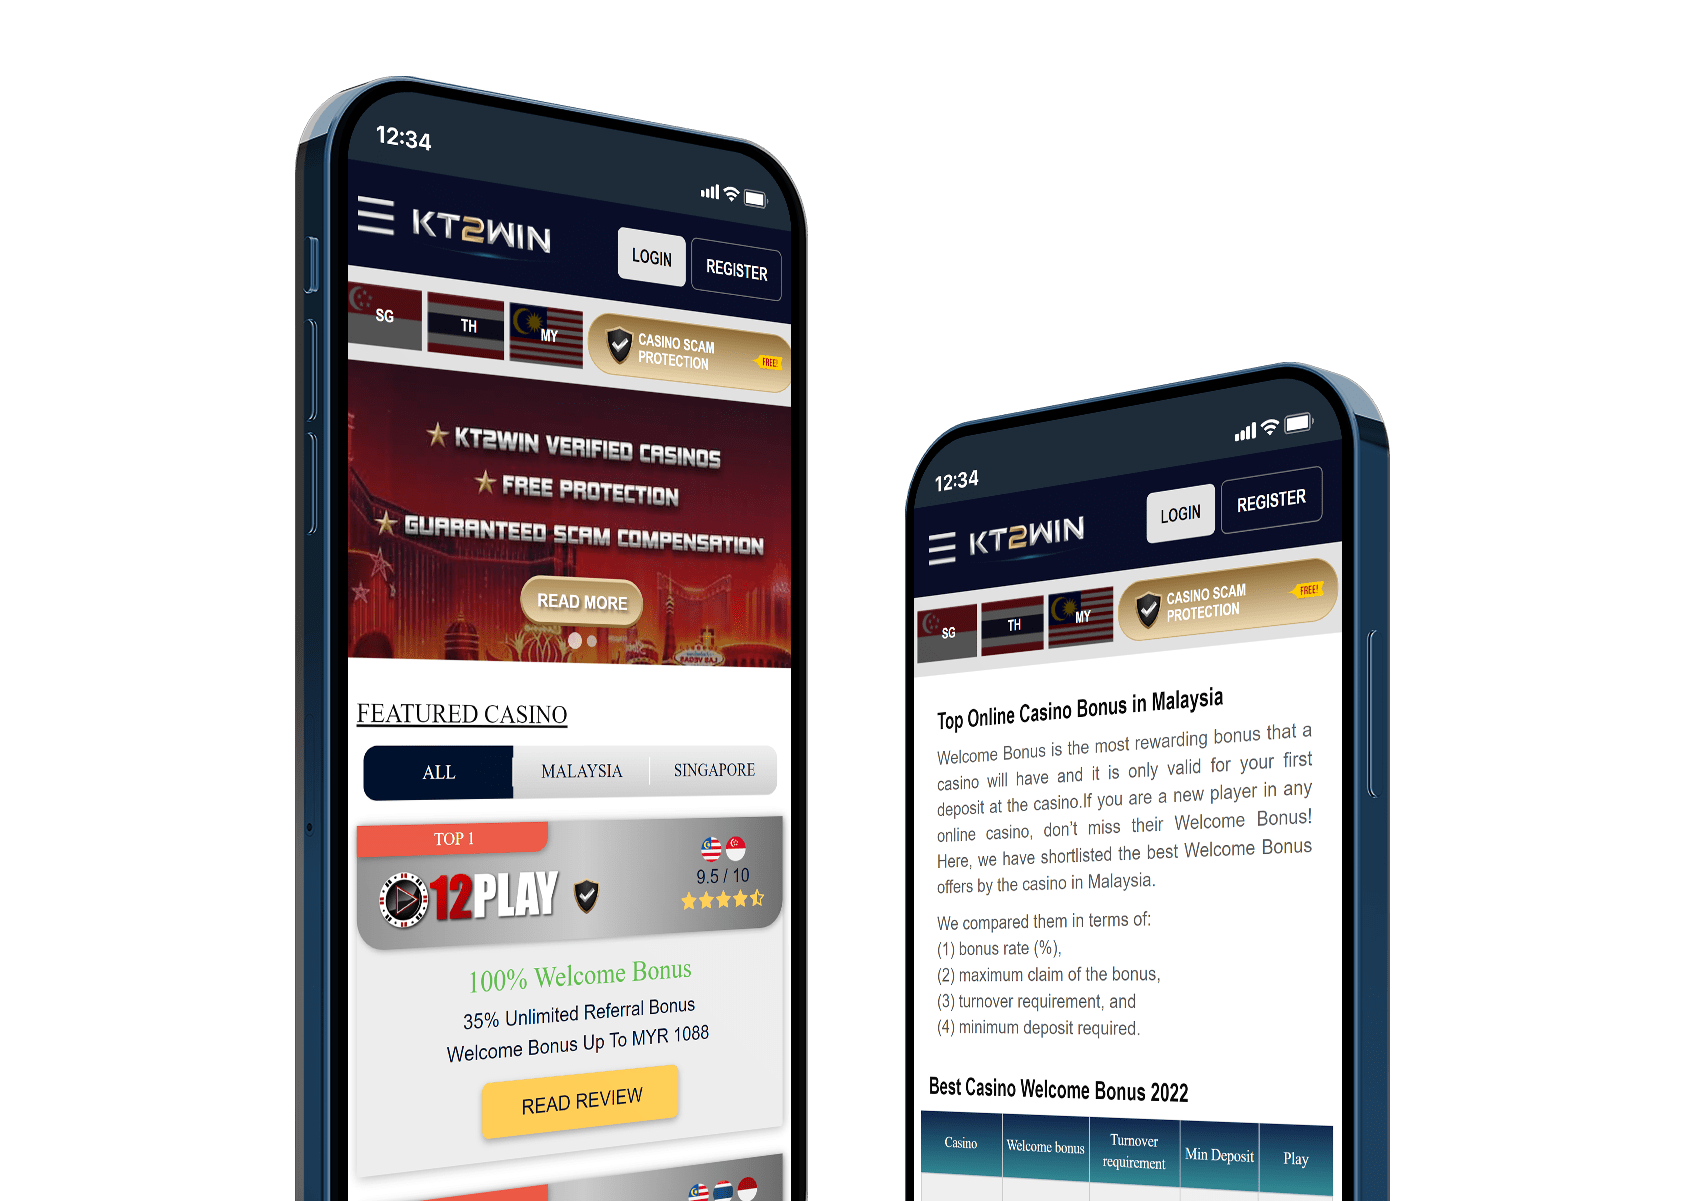 12:34
KT2WIN
LOGIN
REGISTER
SG
TH
MY
CASINO SCAM
PROTECTION
FREE!
KT2WIN VERIFIED CASINOS
FREE PROTECTION
GUARANTEED SCAM COMPENSATION
READ MORE
FEATURED CASINO
ALL
MALAYSIA
SINGAPORE
TOP 1
12PLAY
9.5 / 10
100% Welcome Bonus
35% Unlimited Referral Bonus
Welcome Bonus Up To MYR 1088
READ REVIEW
12:34
KT2WIN
LOGIN
REGISTER
SG
TH
MY
CASINO SCAM
PROTECTION
FREE!
Top Online Casino Bonus in Malaysia
Welcome Bonus is the most rewarding bonus that a
casino will have and it is only valid for your first
deposit at the casino.If you are a new player in any
online casino, don't miss their Welcome Bonus!
Here, we have shortlisted the best Welcome Bonus
offers by the casino in Malaysia.
We compared them in terms of:
(1) bonus rate (%),
(2) maximum claim of the bonus,
(3) turnover requirement, and
(4) minimum deposit required.
Best Casino Welcome Bonus 2022
Casino
Welcome bonus
Turnover
requirement
Min Deposit
Play